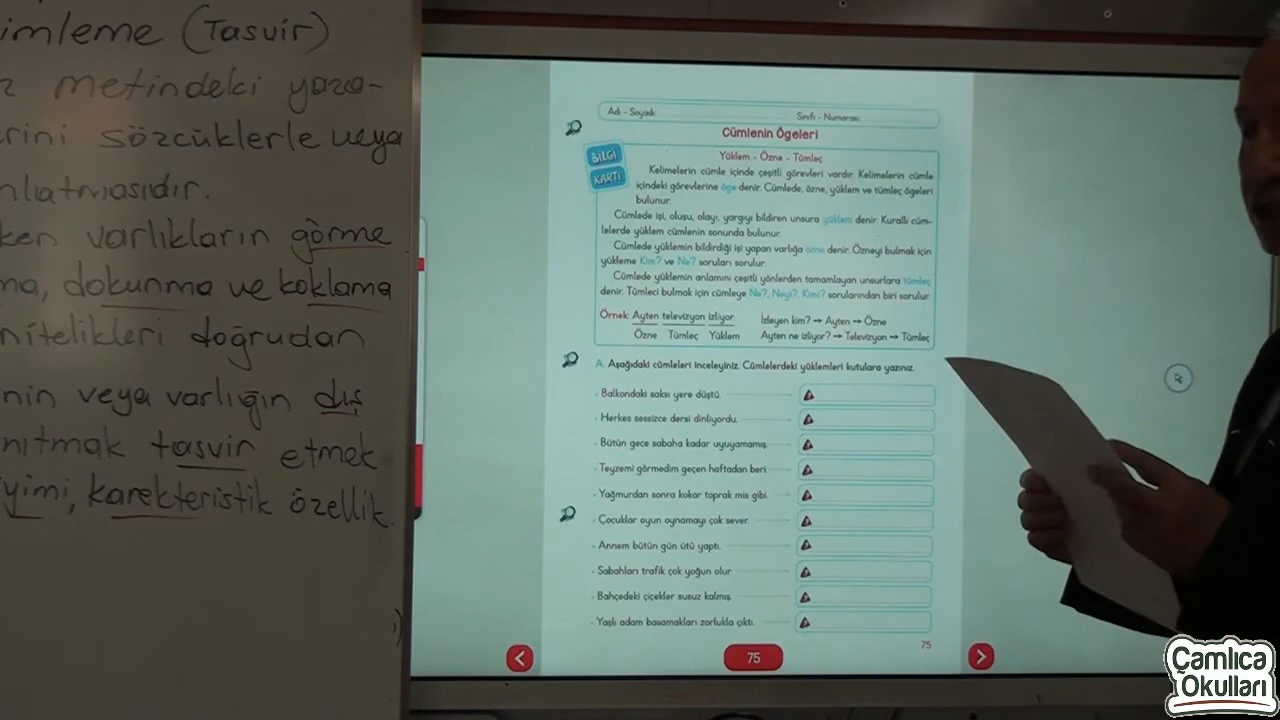 imleme (Tasvir)
z metindeki yaza-
erini sözcüklerle veya
nlatmasıdır.
ken varlıkların görme
ma, dokunma ve koklama
nitelikleri doğrudan
nin veya varlığın dış
nıtmak tasvir etmek
iyimi, karekteristik özellik.
Adı - Soyadı:
Sınıfı - Numarası:
Cümlenin Ögeleri
BİLGİ
KARTI
Yüklem - Özne - Tümleç
Kelimelerin cümle içinde çeşitli görevleri vardır. Kelimelerin cümle
içindeki görevlerine öge denir. Cümlede, özne, yüklem ve tümleç ögeleri
bulunur.
Cümlede işi, oluşu, olayı, yargıyı bildiren unsura yüklem denir. Kurallı cüm-
lelerde yüklem cümlenin sonunda bulunur.
Cümlede yüklemin bildirdiği işi yapan varlığa özne denir. Özneyi bulmak için
yükleme Kim? ve Ne? soruları sorulur.
Cümlede yüklemin anlamını çeşitli yönlerden tamamlayan unsurlara tümleç
denir. Tümleci bulmak için cümleye Ne?, Neyi?, Kimi? sorularından biri sorulur.
Örnek: Ayten televizyon izliyor. İzleyen kim? → Ayten → Özne
Özne Tümleç Yüklem Ayten ne izliyor? → Televizyon → Tümleç
A. Aşağıdaki cümleleri inceleyiniz. Cümlelerdeki yüklemleri kutulara yazınız.
- Balkondaki saksı yere düştü.
- Herkes sessizce dersi dinliyordu.
- Bütün gece sabaha kadar uyuyamamış.
- Teyzemi görmedim geçen haftadan beri.
- Yağmurdan sonra kokar toprak mis gibi.
- Çocuklar oyun oynamayı çok sever.
- Annem bütün gün ütü yaptı.
- Sabahları trafik çok yoğun olur.
- Bahçedeki çiçekler susuz kalmış.
- Yaşlı adam basamakları zorlukla çıktı.
75
75
Çamlıca
Okulları